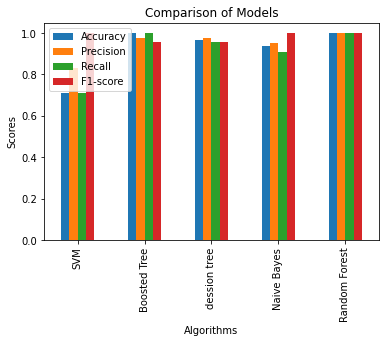 Comparison of Models
Accuracy
Precision
Recall
F1-score
Scores
1.0
0.8
0.6
0.4
0.2
0.0
SVM
Boosted Tree
dession tree
Naive Bayes
Random Forest
Algorithms